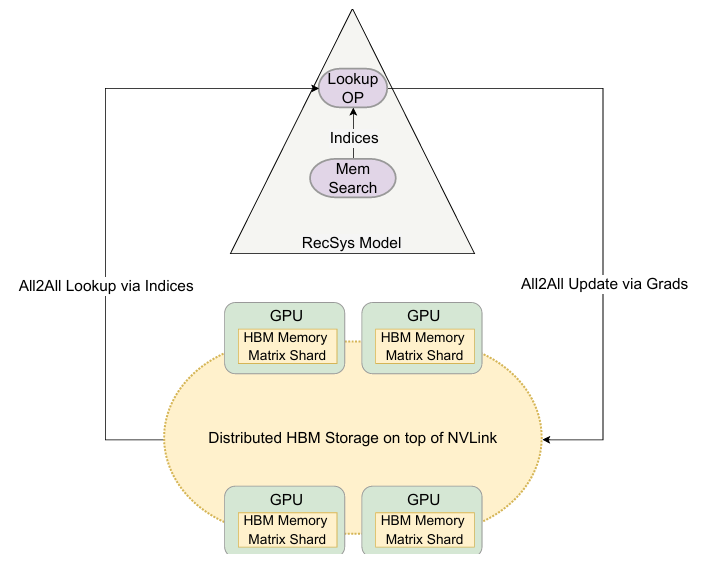 Lookup
OP
Indices
Mem
Search
RecSys Model
All2All Lookup via Indices
All2All Update via Grads
GPU
HBM Memory
Matrix Shard
GPU
HBM Memory
Matrix Shard
Distributed HBM Storage on top of NVLink
GPU
HBM Memory
Matrix Shard
GPU
HBM Memory
Matrix Shard